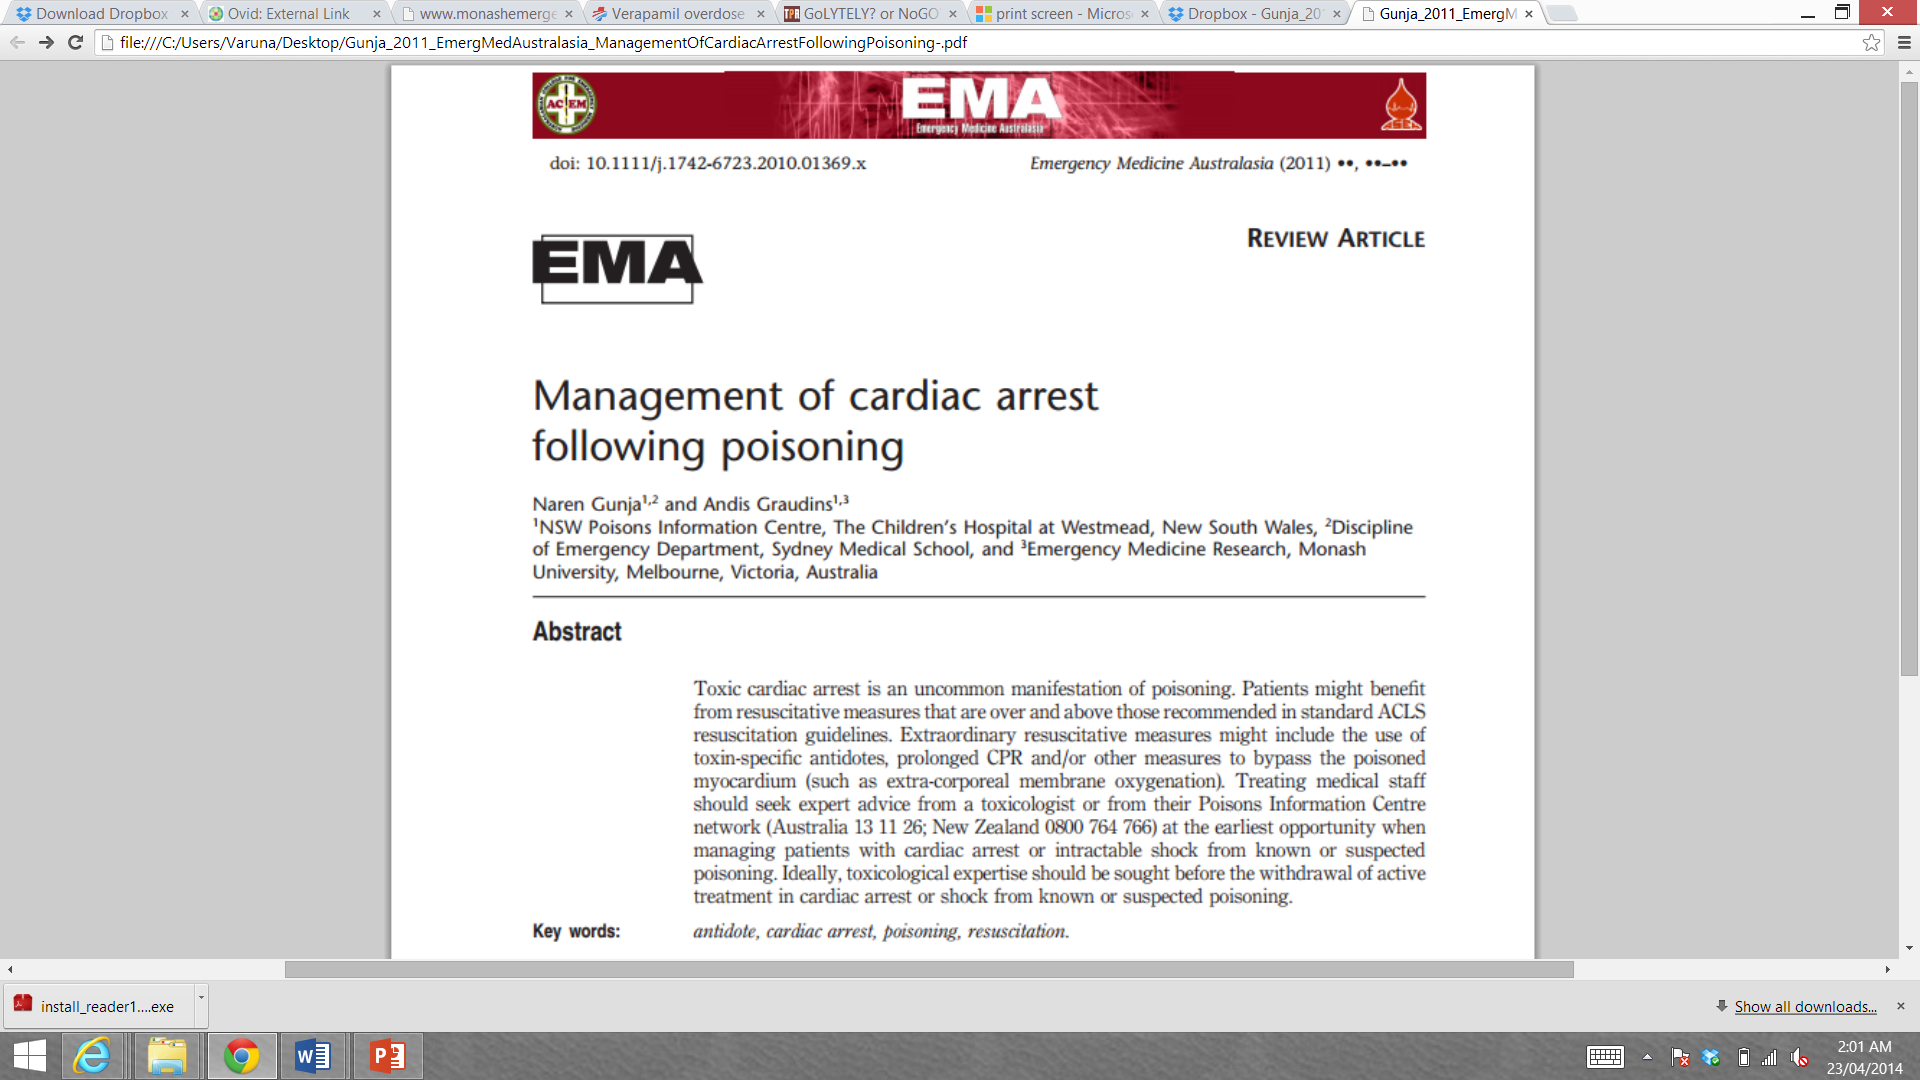 Download Dropbox
Ovid: External Link
www.monashemerge
Verapamil overdose
TPR GoLYTELY? or NoGO
print screen - Micros
Dropbox - Gunja_20
Gunja_2011_EmergM
file:///C:/Users/Varuna/Desktop/Gunja_2011_EmergMedAustralasia_ManagementOfCardiacArrestFollowingPoisoning-.pdf
ACEM
EMA
Emergency Medicine Australasia
doi: 10.1111/j.1742-6723.2010.01369.x
Emergency Medicine Australasia (2011) ••, ••–••
EMA
REVIEW ARTICLE
Management of cardiac arrest
following poisoning
Naren Gunja1,2 and Andis Graudins1,3
1NSW Poisons Information Centre, The Children's Hospital at Westmead, New South Wales, 2Discipline
of Emergency Department, Sydney Medical School, and 3Emergency Medicine Research, Monash
University, Melbourne, Victoria, Australia
Abstract
Toxic cardiac arrest is an uncommon manifestation of poisoning. Patients might benefit
from resuscitative measures that are over and above those recommended in standard ACLS
resuscitation guidelines. Extraordinary resuscitative measures might include the use of
toxin-specific antidotes, prolonged CPR and/or other measures to bypass the poisoned
myocardium (such as extra-corporeal membrane oxygenation). Treating medical staff
should seek expert advice from a toxicologist or from their Poisons Information Centre
network (Australia 13 11 26; New Zealand 0800 764 766) at the earliest opportunity when
managing patients with cardiac arrest or intractable shock from known or suspected
poisoning. Ideally, toxicological expertise should be sought before the withdrawal of active
treatment in cardiac arrest or shock from known or suspected poisoning.
Key words: antidote, cardiac arrest, poisoning, resuscitation.
install_reader1....exe
Show all downloads...
2:01 AM
23/04/2014